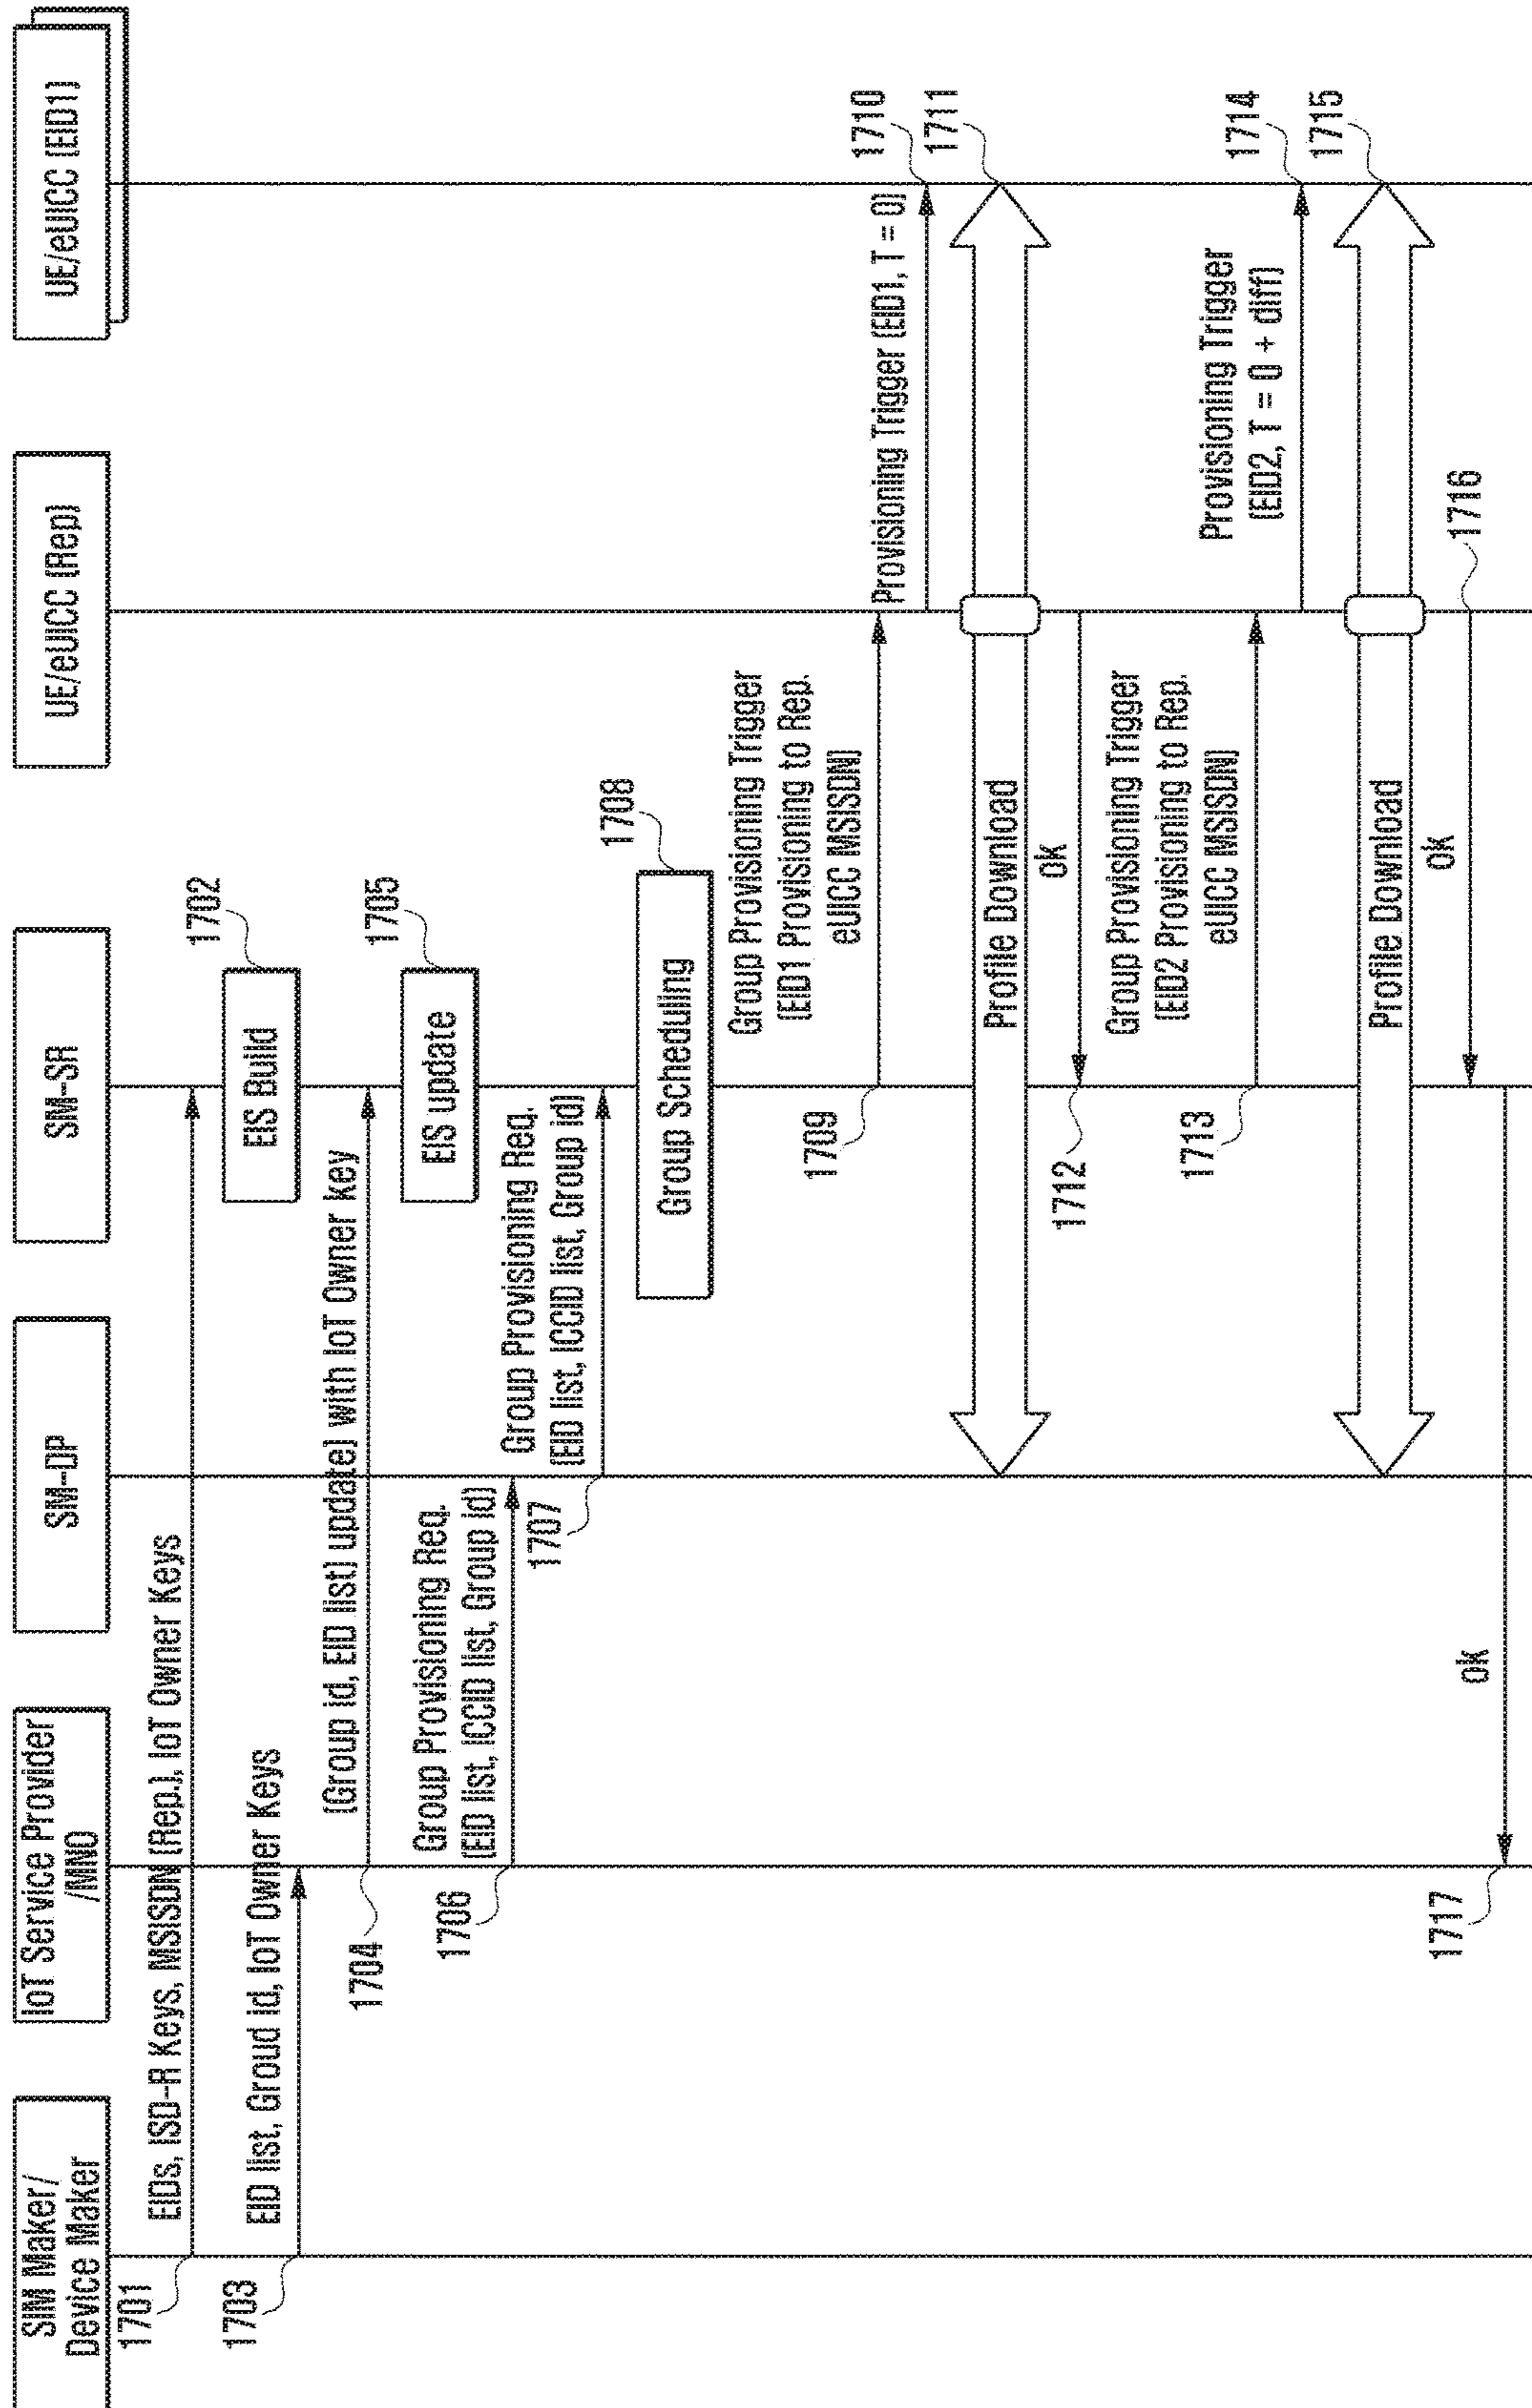 SIM Maker/
Device Maker
IoT Service Provider
/MNO
SM-DP
SM-SR
UE/eUICC (Rep)
UE/eUICC (EID1)
1701
EIDs, ISD-R Keys, MSISDN (Rep.), IoT Owner Keys
EIS Build
1702
1703
EID list, Groud id, IoT Owner Keys
1704
(Group id, EID list) update) with IoT Owner key
EIS update
1705
1706
Group Provisioning Req.
(EID list, ICCID list, Group id)
1707
Group Provisioning Req.
(EID list, ICCID list, Group id)
Group Scheduling
1708
1709
Group Provisioning Trigger
(EID1 Provisioning to Rep.
eUICC MSISDN)
Provisioning Trigger (EID1, T = 0)
1710
Profile Download
1711
1712
ok
1713
Group Provisioning Trigger
(EID2 Provisioning to Rep.
eUICC MSISDN)
Provisioning Trigger
(EID2, T = 0 + diff)
1714
Profile Download
1715
ok
1716
1717
ok